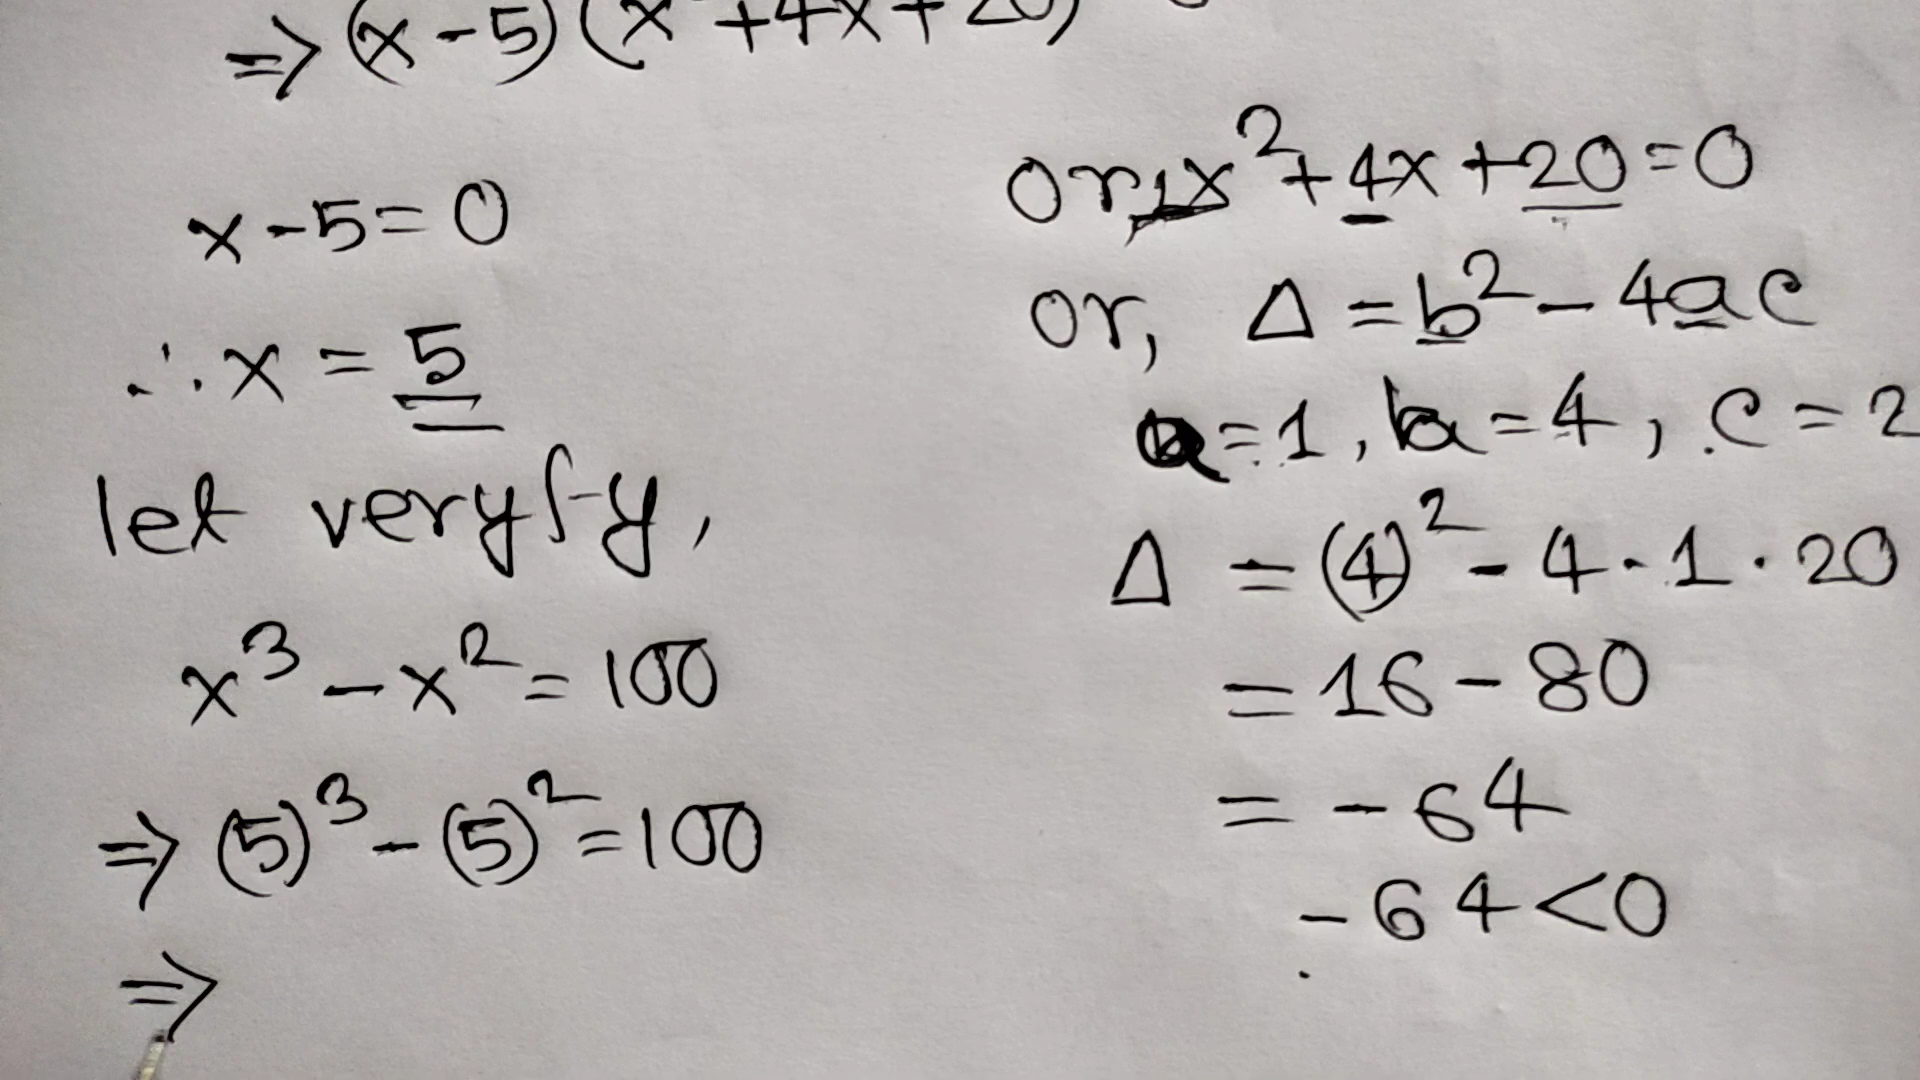 ⇒ (x-5)(x²+4x+20)
x-5=0
∴x=5
let veryfy,
x³-x²=100
⇒(5)³-(5)²=100
⇒
or, x²+4x+20=0
or, Δ=b²-4ac
a=1, b=4, c=2
Δ=(4)²-4·1·20
=16-80
=-64
-64<0